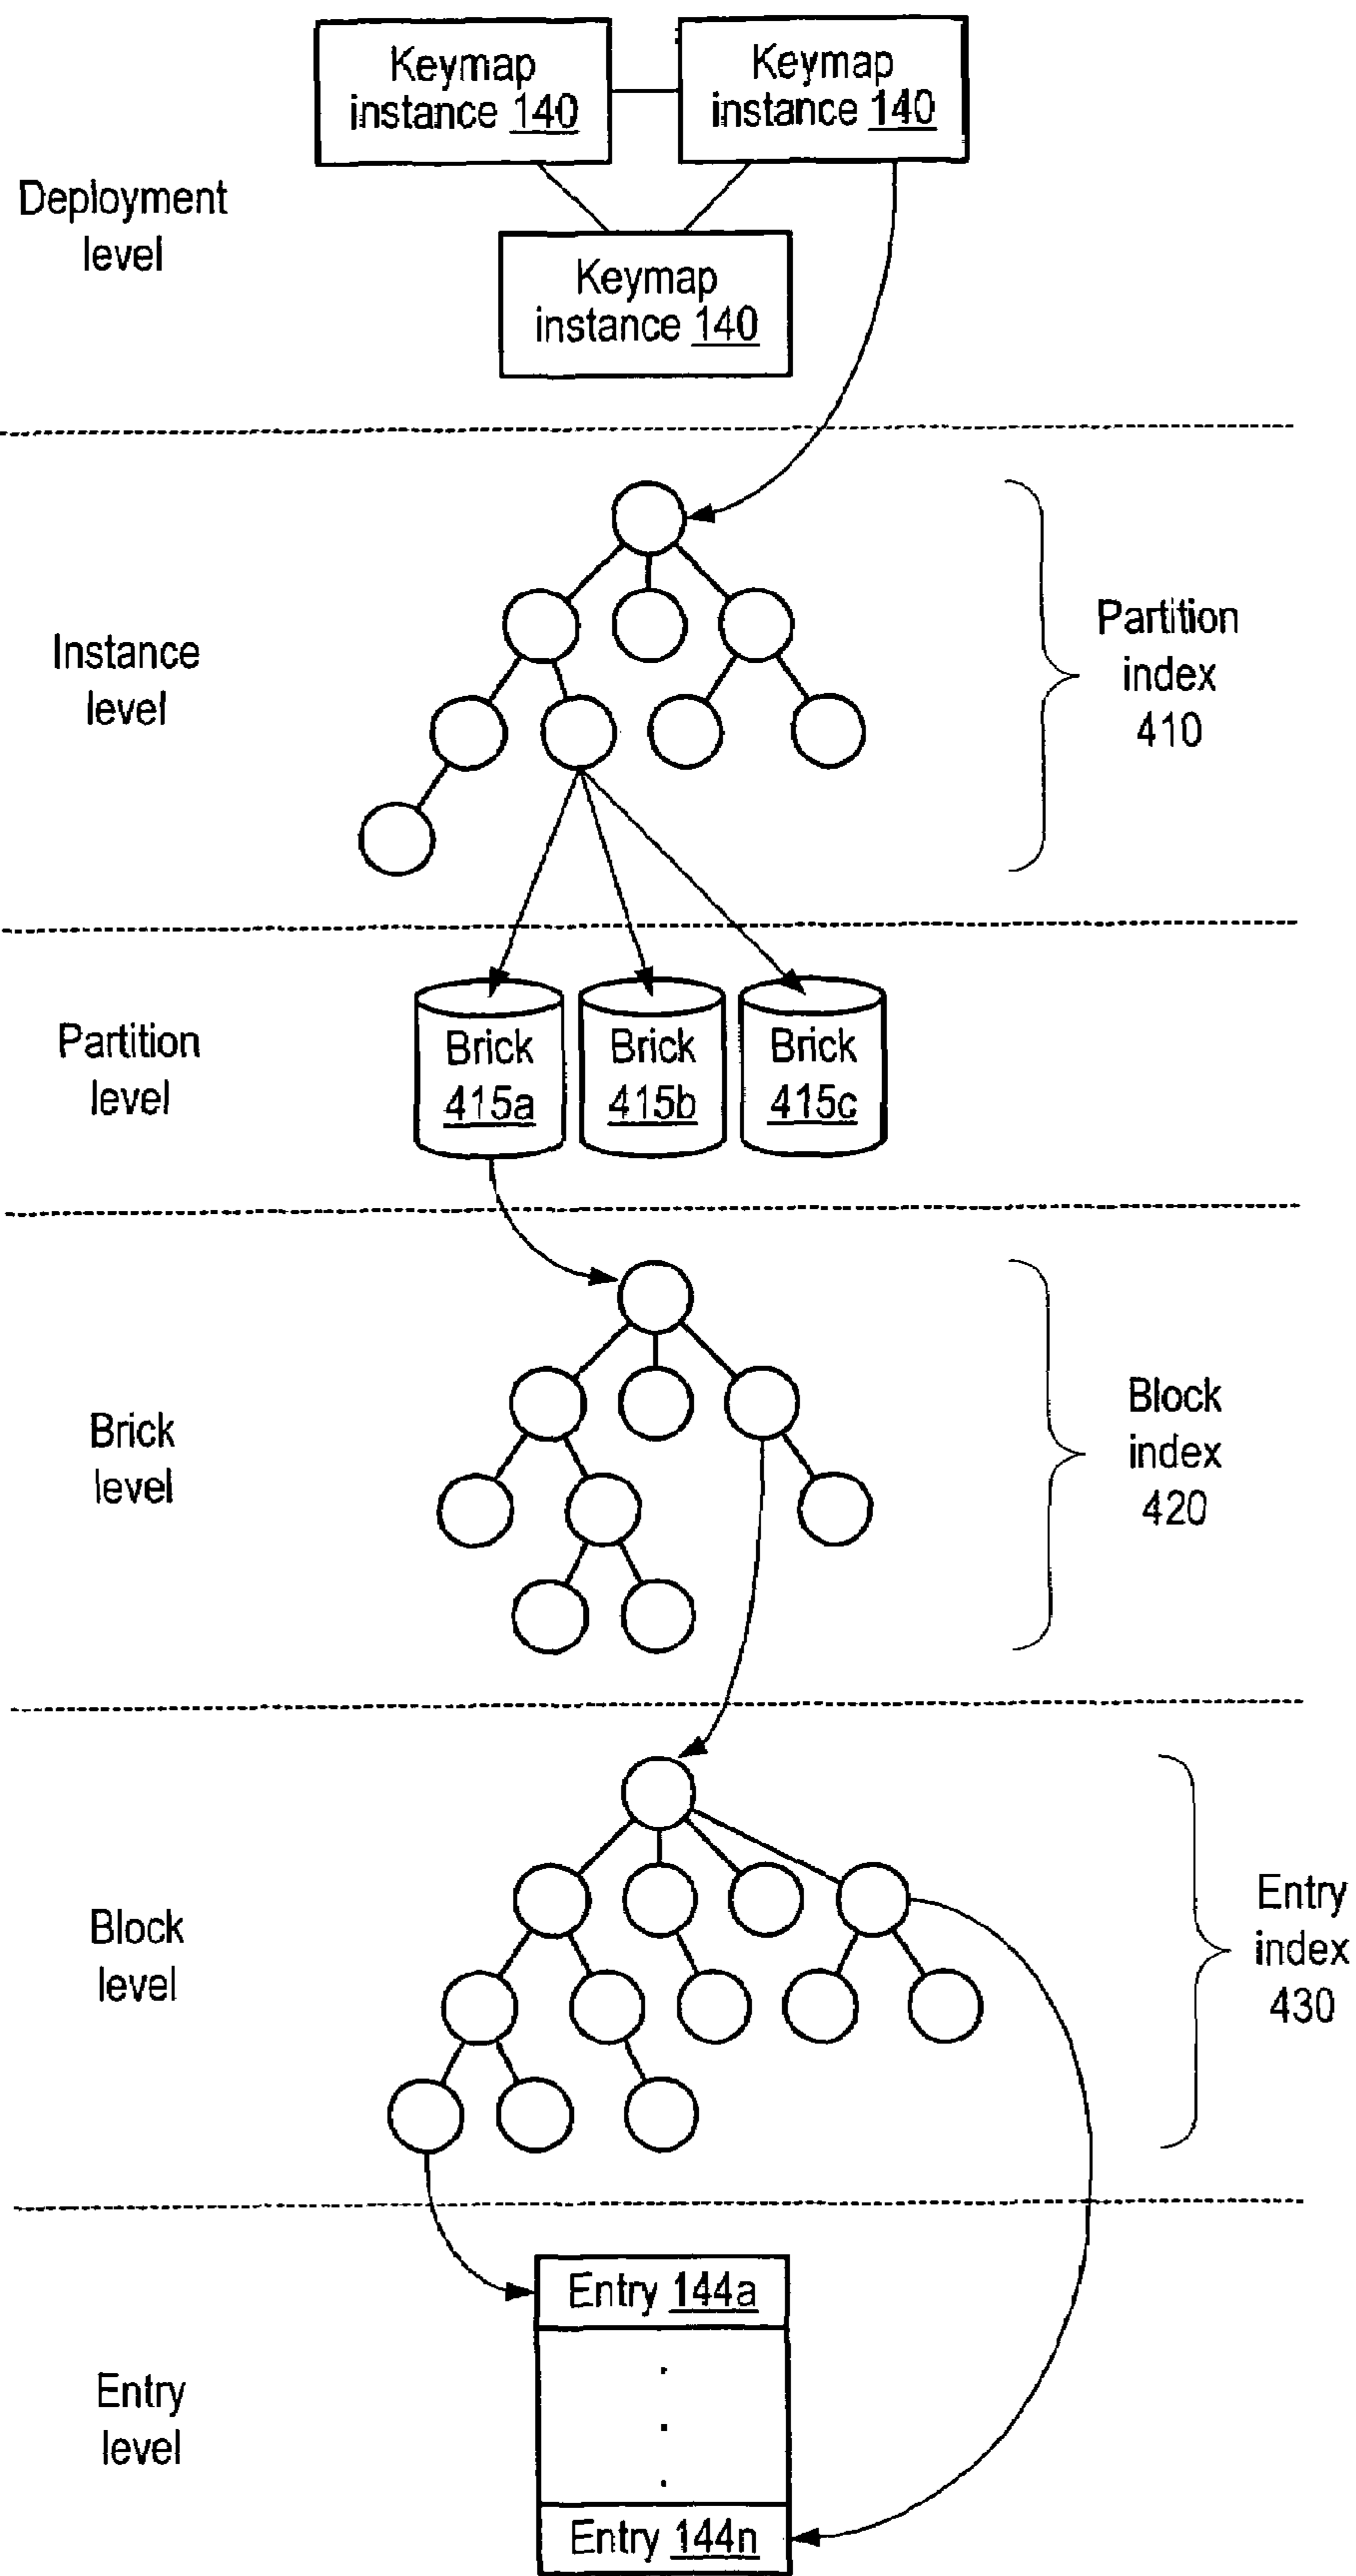 Keymap
instance 140
Keymap
instance 140
Deployment
level
Keymap
instance 140
Instance
level
Partition
index
410
Partition
level
Brick
415a
Brick
415b
Brick
415c
Brick
level
Block
index
420
Block
level
Entry
index
430
Entry
level
Entry 144a
.
.
.
Entry 144n